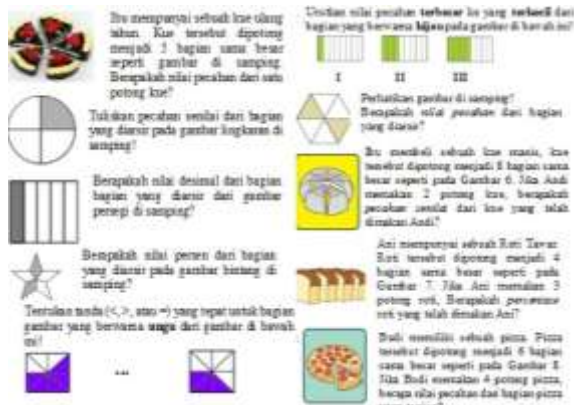 Ibu mempunyai sebuah kue ulang
tahun. Kue tersebut dipotong
menjadi 5 bagian sama besar
seperti gambar di samping.
Berapakah nilai pecahan dari satu
potong kue?
Tuliskan pecahan senilai dari bagian
yang diarsir pada gambar lingkaran di
samping!
Berapakah nilai desimal dari bagian
bagian yang diarsir dari gambar
persegi di samping?
Berapakah nilai persen dari bagian
yang diarsir pada gambar bintang di
samping?
Tentukan tanda (<, >, atau =) yang tepat untuk bagian
gambar yang berwarna ungu dari gambar di bawah
ini!
...
Urutkan nilai pecahan terbesar ke yang terkecil dari
bagian yang berwarna hijau pada gambar di bawah ini!
I II III
Perhatikan gambar di samping!
Berapakah nilai pecahan dari bagian
yang diarsir?
Ibu membeli sebuah kue manis, kue
tersebut dipotong menjadi 8 bagian sama
besar seperti pada Gambar 6. Jika Andi
memakan 2 potong kue, berapakah
pecahan senilai dari kue yang telah
dimakan Andi?
Ani mempunyai sebuah Roti Tawar.
Roti tersebut dipotong menjadi 4
bagian sama besar seperti pada
Gambar 7. Jika Ani memakan 3
potong roti, Berapakah persentase
roti yang telah dimakan Ani?
Budi memiliki sebuah pizza. Pizza
tersebut dipotong menjadi 6 bagian
sama besar seperti pada Gambar 8.
Jika Budi memakan 4 potong pizza,
berapa nilai pecahan dari bagian pizza